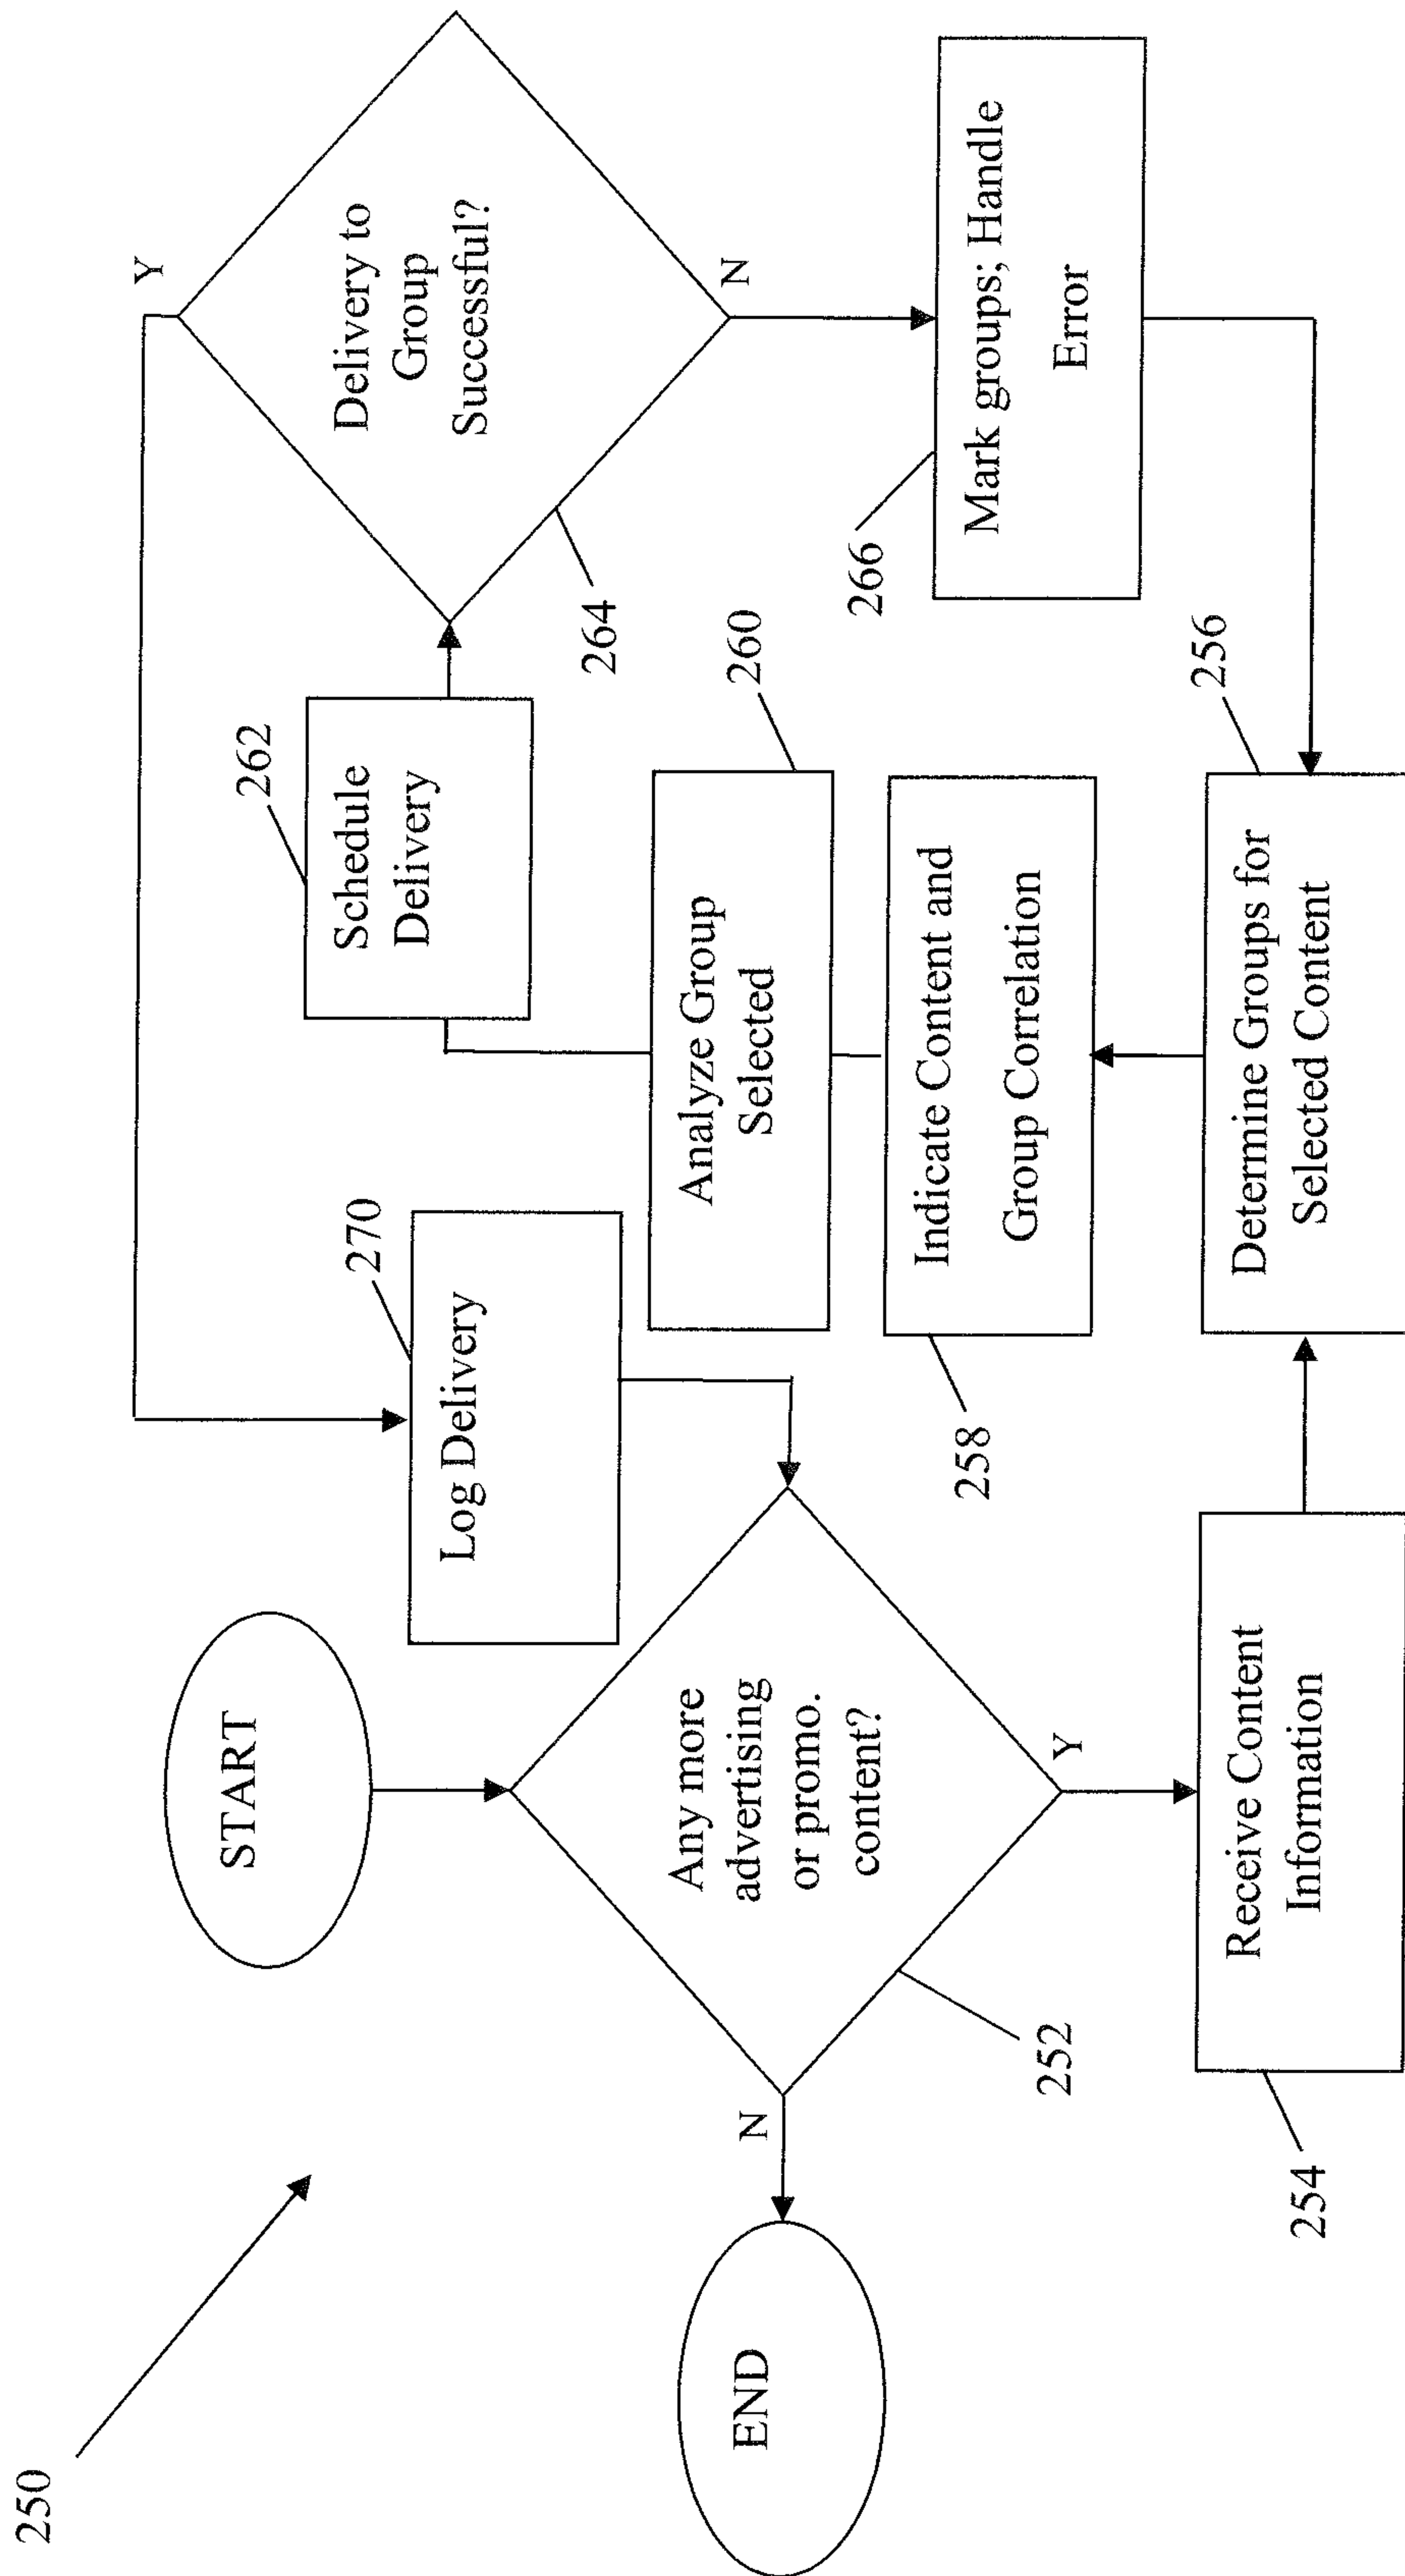 250
START
Any more
advertising
or promo.
content?
252
N
END
Y
Receive Content
Information
254
Determine Groups for
Selected Content
256
Indicate Content and
Group Correlation
258
Analyze Group
Selected
260
Schedule
Delivery
262
Delivery to
Group
Successful?
264
Y
N
Mark groups; Handle
Error
266
Log Delivery
270